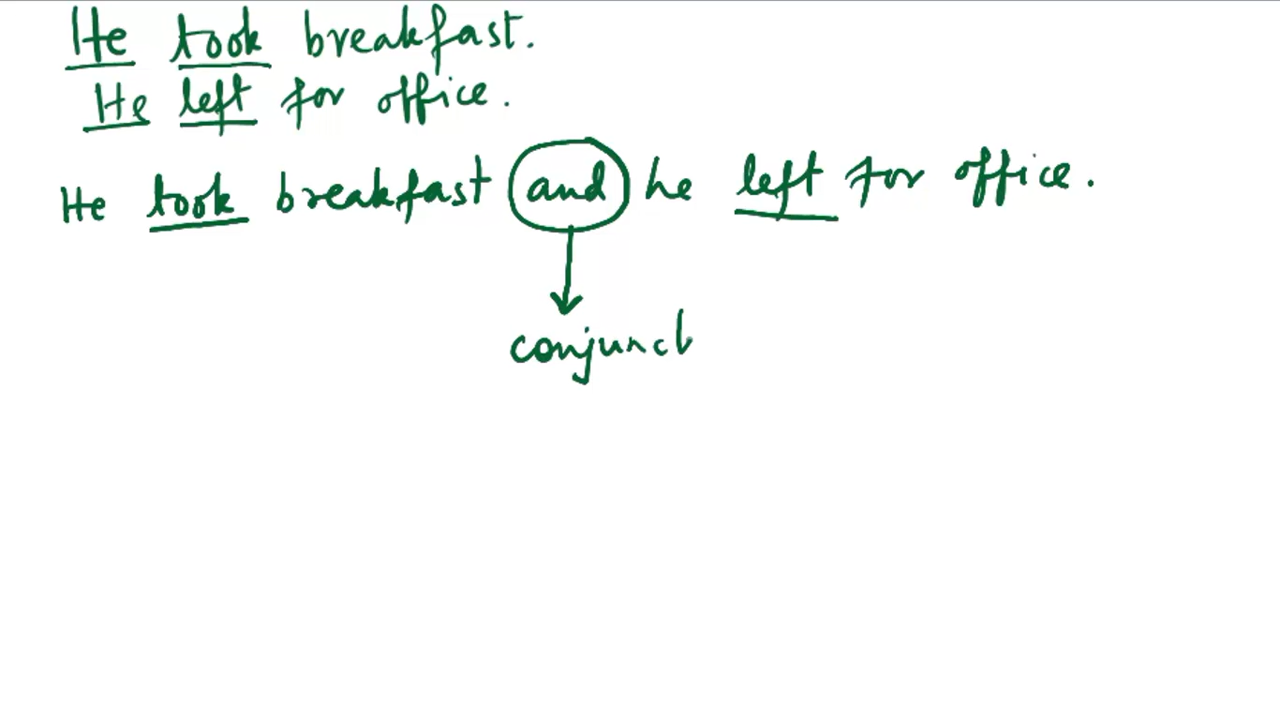 He took breakfast.
He left for office.
He took breakfast and he left for office.
conjunct